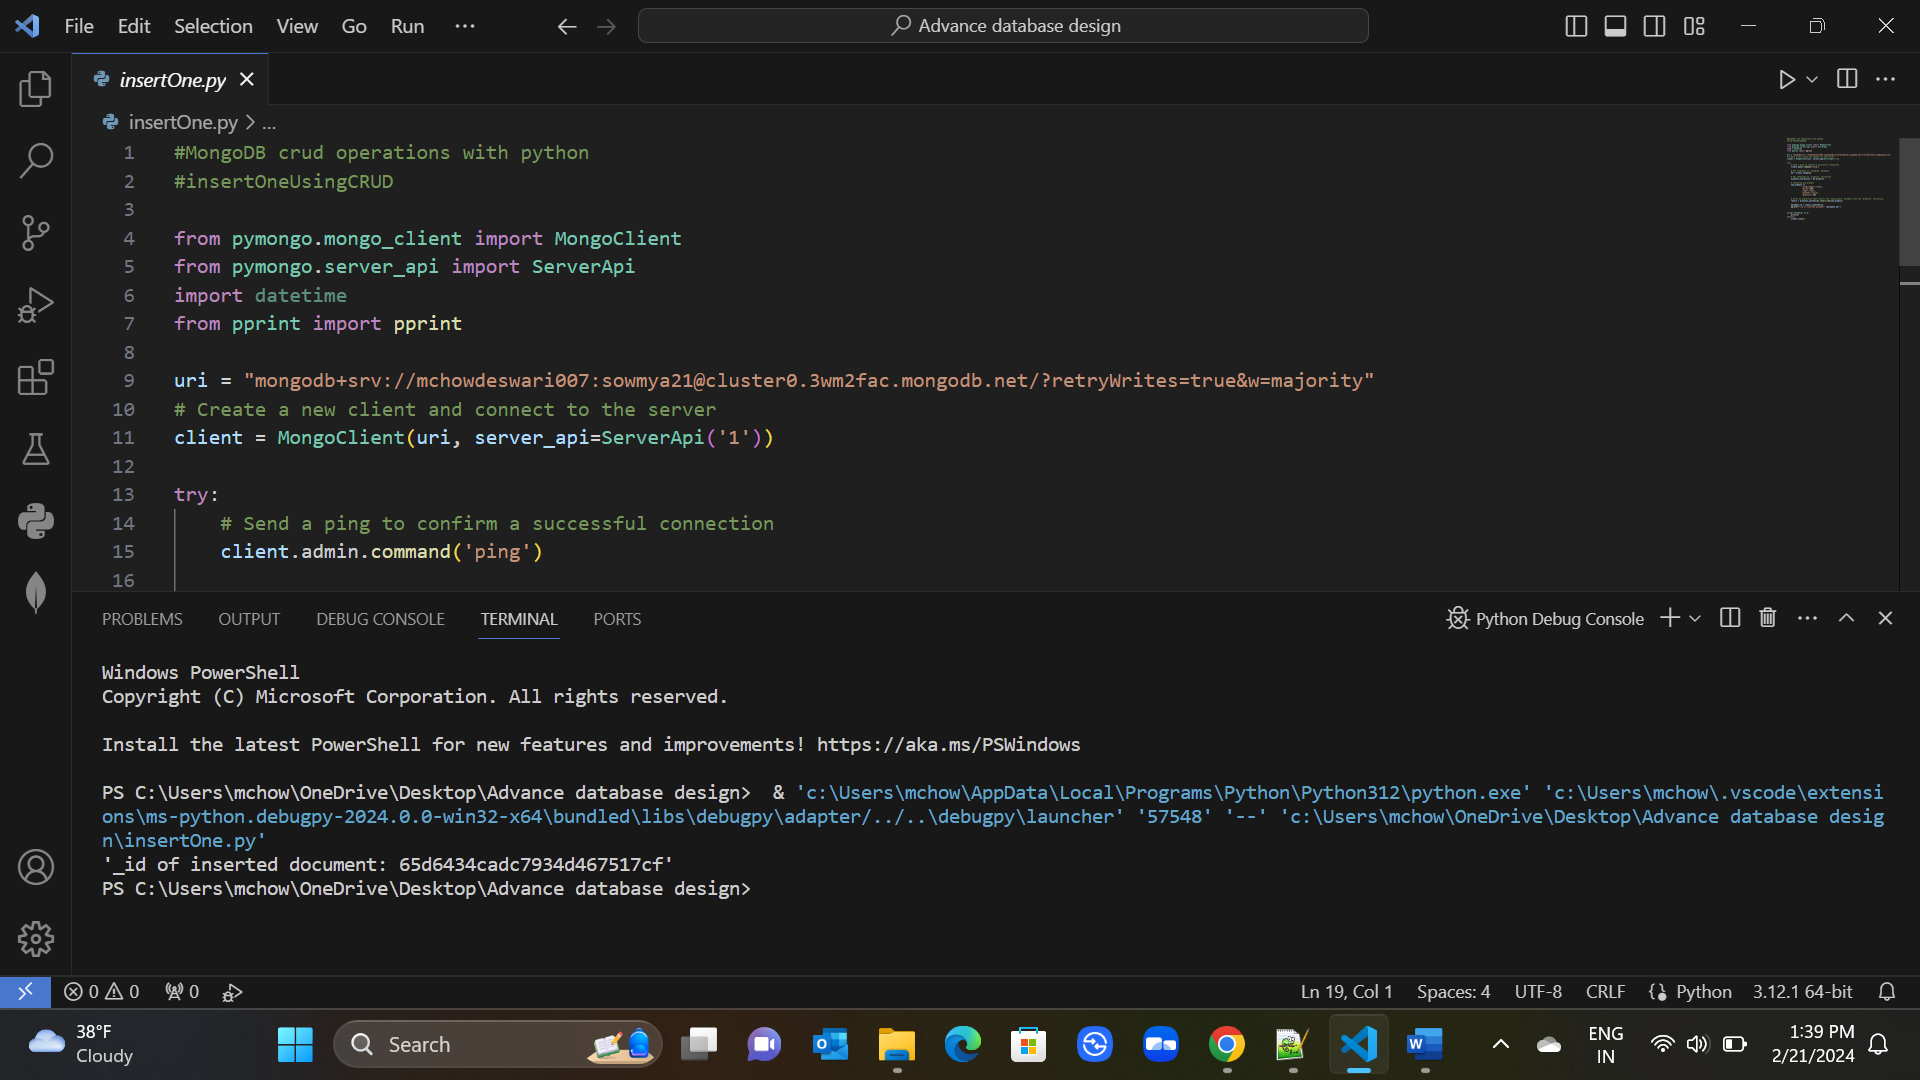 File Edit Selection View Go Run ...
Advance database design
insertOne.py
insertOne.py > ...
1 #MongoDB crud operations with python
2 #insertOneUsingCRUD
3
4 from pymongo.mongo_client import MongoClient
5 from pymongo.server_api import ServerApi
6 import datetime
7 from pprint import pprint
8
9 uri = "mongodb+srv://mchowdeswari007:sowmya21@cluster0.3wm2fac.mongodb.net/?retryWrites=true&w=majority"
10 # Create a new client and connect to the server
11 client = MongoClient(uri, server_api=ServerApi('1'))
12
13 try:
14 # Send a ping to confirm a successful connection
15 client.admin.command('ping')
16
PROBLEMS OUTPUT DEBUG CONSOLE TERMINAL PORTS
Python Debug Console
Windows PowerShell
Copyright (C) Microsoft Corporation. All rights reserved.
Install the latest PowerShell for new features and improvements! https://aka.ms/PSWindows
PS C:\Users\mchow\OneDrive\Desktop\Advance database design>  & 'c:\Users\mchow\AppData\Local\Programs\Python\Python312\python.exe' 'c:\Users\mchow\.vscode\extensi
ons\ms-python.debugpy-2024.0.0-win32-x64\bundled\libs\debugpy\adapter/../..\debugpy\launcher' '57548' '--' 'c:\Users\mchow\OneDrive\Desktop\Advance database desig
n\insertOne.py'
'_id of inserted document: 65d6434cadc7934d467517cf'
PS C:\Users\mchow\OneDrive\Desktop\Advance database design>
0 0 0
Ln 19, Col 1 Spaces: 4 UTF-8 CRLF Python 3.12.1 64-bit
38°F
Cloudy
Search
ENG
IN
1:39 PM
2/21/2024